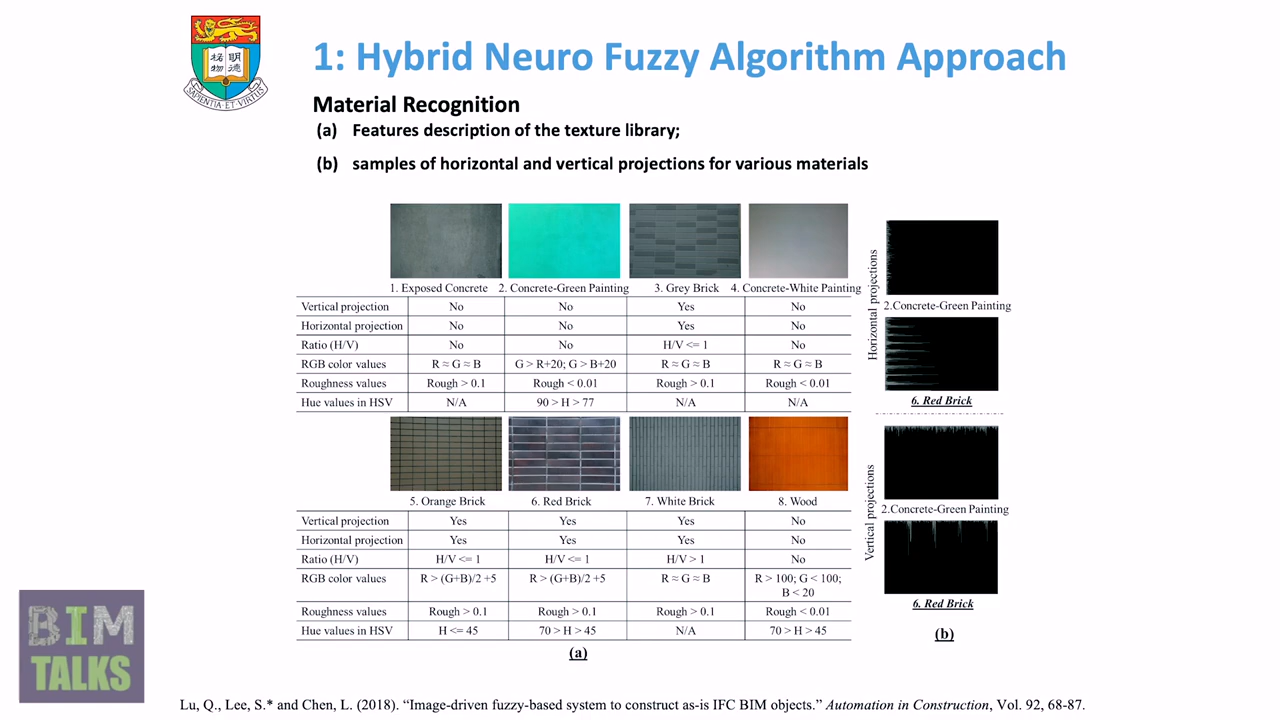 1: Hybrid Neuro Fuzzy Algorithm Approach
Material Recognition
(a) Features description of the texture library;
(b) samples of horizontal and vertical projections for various materials
1. Exposed Concrete 2. Concrete-Green Painting 3. Grey Brick 4. Concrete-White Painting
Vertical projection No No Yes No
Horizontal projection No No Yes No
Ratio (H/V) No No H/V <= 1 No
RGB color values R ≈ G ≈ B G > R+20; G > B+20 R ≈ G ≈ B R ≈ G ≈ B
Roughness values Rough > 0.1 Rough < 0.01 Rough > 0.1 Rough < 0.01
Hue values in HSV N/A 90 > H > 77 N/A N/A
5. Orange Brick 6. Red Brick 7. White Brick 8. Wood
Vertical projection Yes Yes Yes No
Horizontal projection Yes Yes Yes No
Ratio (H/V) H/V <= 1 H/V <= 1 H/V > 1 No
RGB color values R > (G+B)/2 +5 R > (G+B)/2 +5 R ≈ G ≈ B R > 100; G < 100;
B < 20
Roughness values Rough > 0.1 Rough > 0.1 Rough > 0.1 Rough < 0.01
Hue values in HSV H <= 45 70 > H > 45 N/A 70 > H > 45
(a)
Horizontal projections
2.Concrete-Green Painting
6. Red Brick
Vertical projections
2.Concrete-Green Painting
6. Red Brick
(b)
SAPIENTIA·ET·VIRTUS
明德
格物
BIM
TALKS
Lu, Q., Lee, S.* and Chen, L. (2018). “Image-driven fuzzy-based system to construct as-is IFC BIM objects.” Automation in Construction, Vol. 92, 68-87.